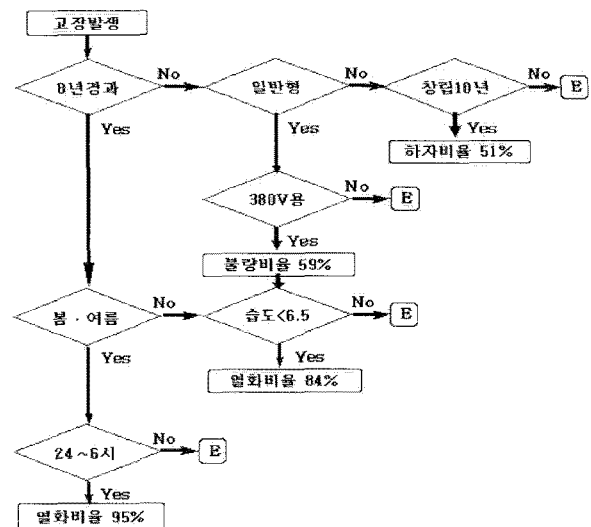 고장발생
8년경과
No
일반형
No
창립10년
No
E
Yes
Yes
Yes
하자비율 51%
380V용
No
E
Yes
불량비율 59%
봄 · 여름
No
습도<6.5
No
E
Yes
Yes
열화비율 84%
24~6시
No
E
Yes
열화비율 95%